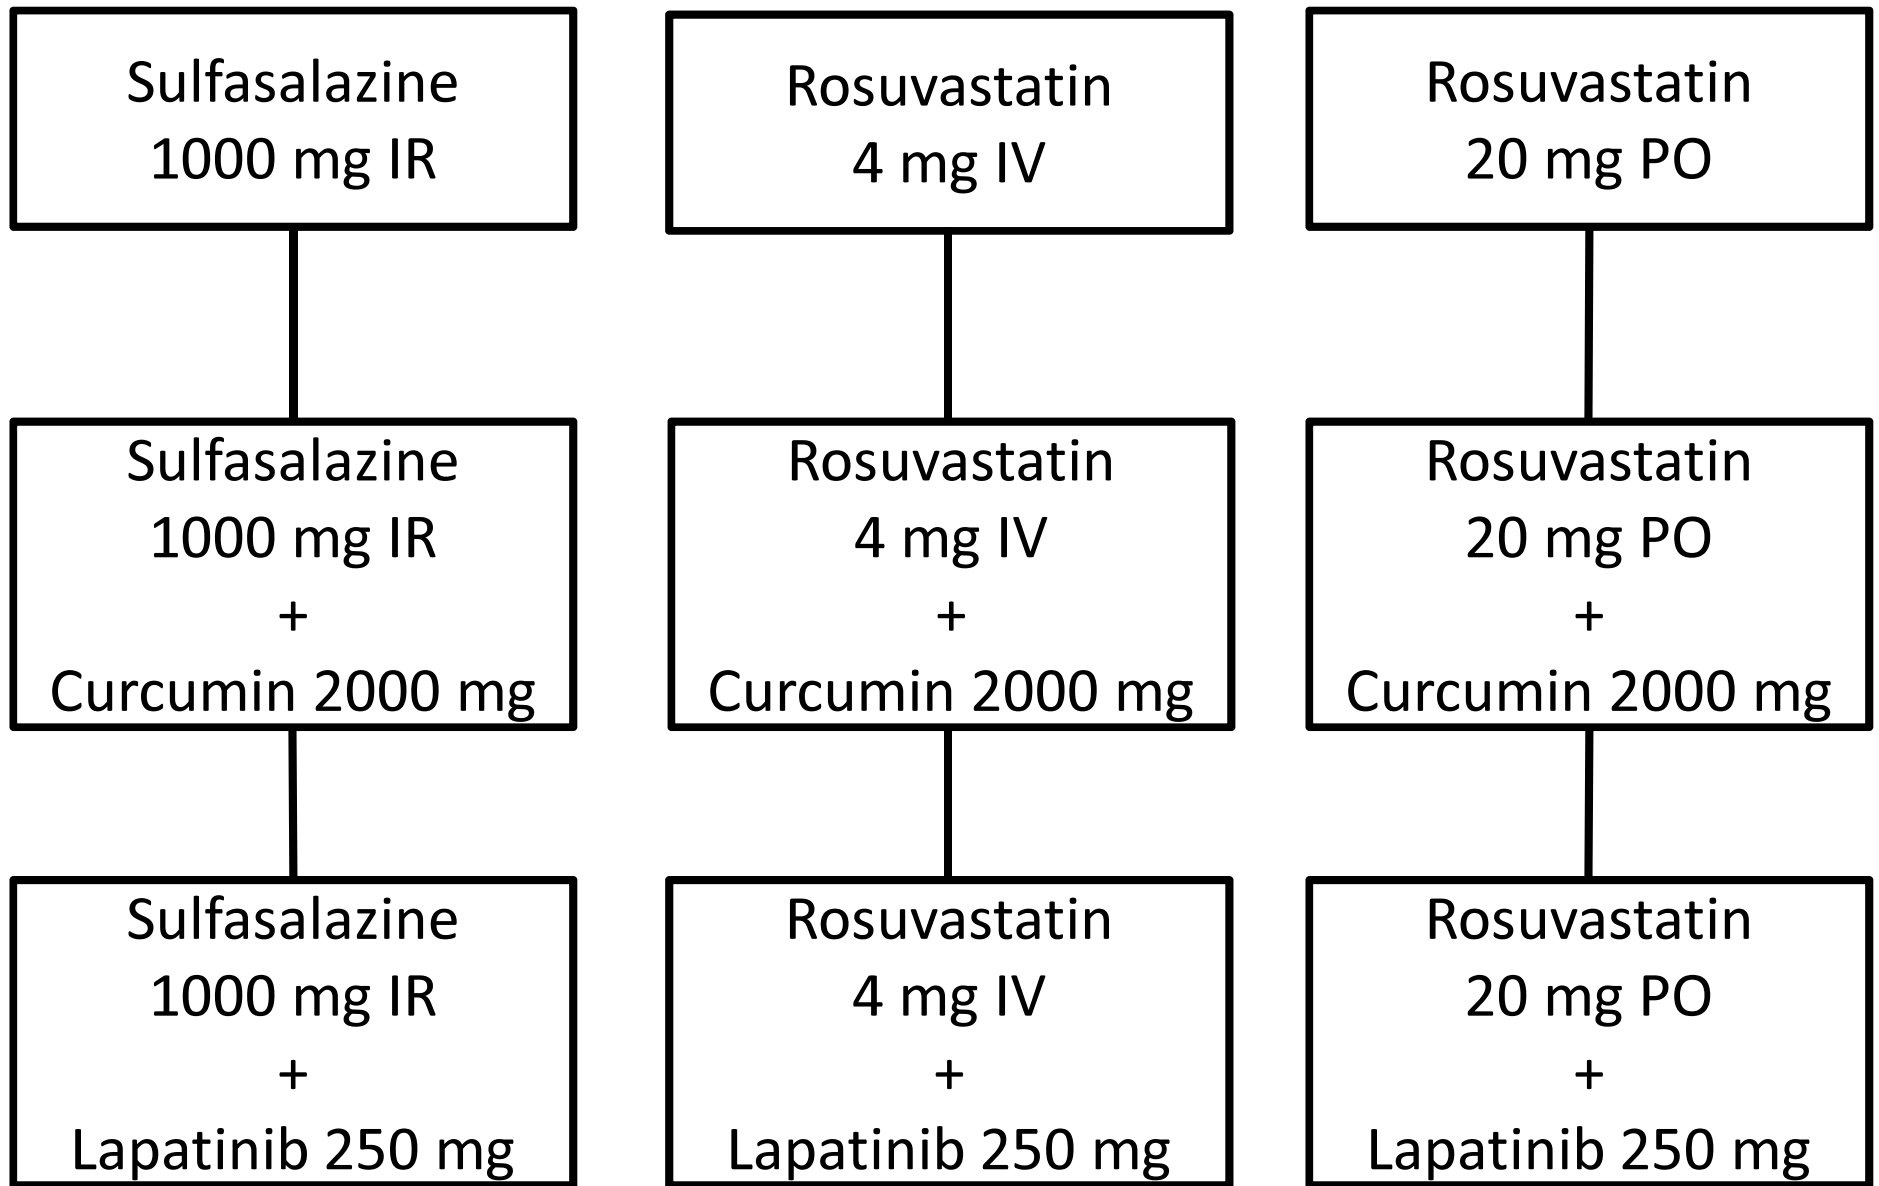 Sulfasalazine
1000 mg IR
Rosuvastatin
4 mg IV
Rosuvastatin
20 mg PO
Sulfasalazine
1000 mg IR
+
Curcumin 2000 mg
Rosuvastatin
4 mg IV
+
Curcumin 2000 mg
Rosuvastatin
20 mg PO
+
Curcumin 2000 mg
Sulfasalazine
1000 mg IR
+
Lapatinib 250 mg
Rosuvastatin
4 mg IV
+
Lapatinib 250 mg
Rosuvastatin
20 mg PO
+
Lapatinib 250 mg